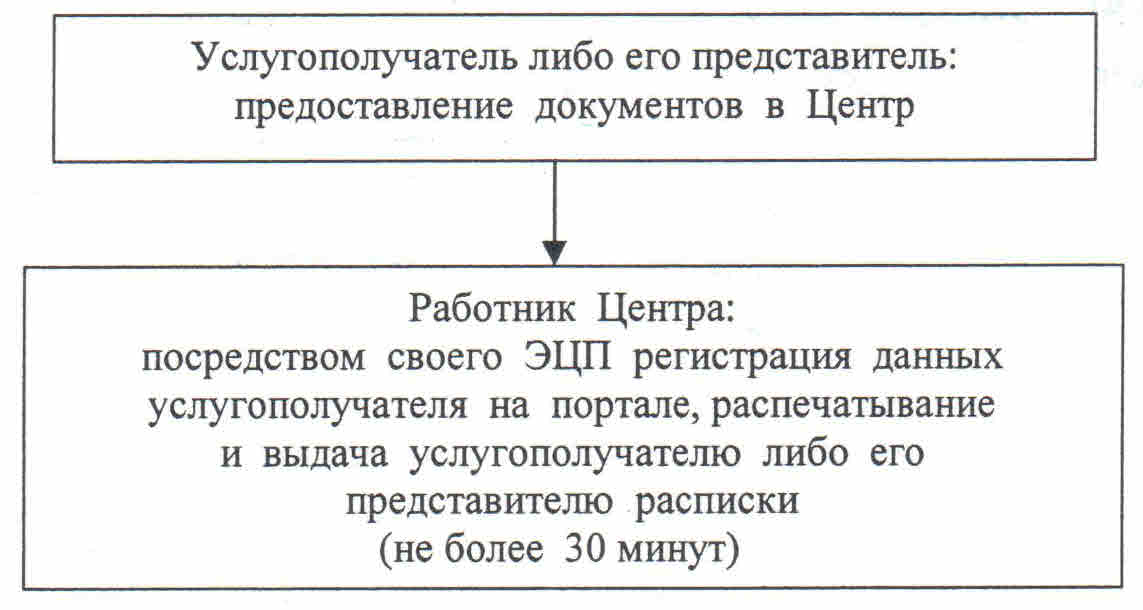 Услугополучатель либо его представитель:
предоставление документов в Центр
Работник Центра:
посредством своего ЭЦП регистрация данных
услугополучателя на портале, распечатывание
и выдача услугополучателю либо его
представителю расписки
(не более 30 минут)